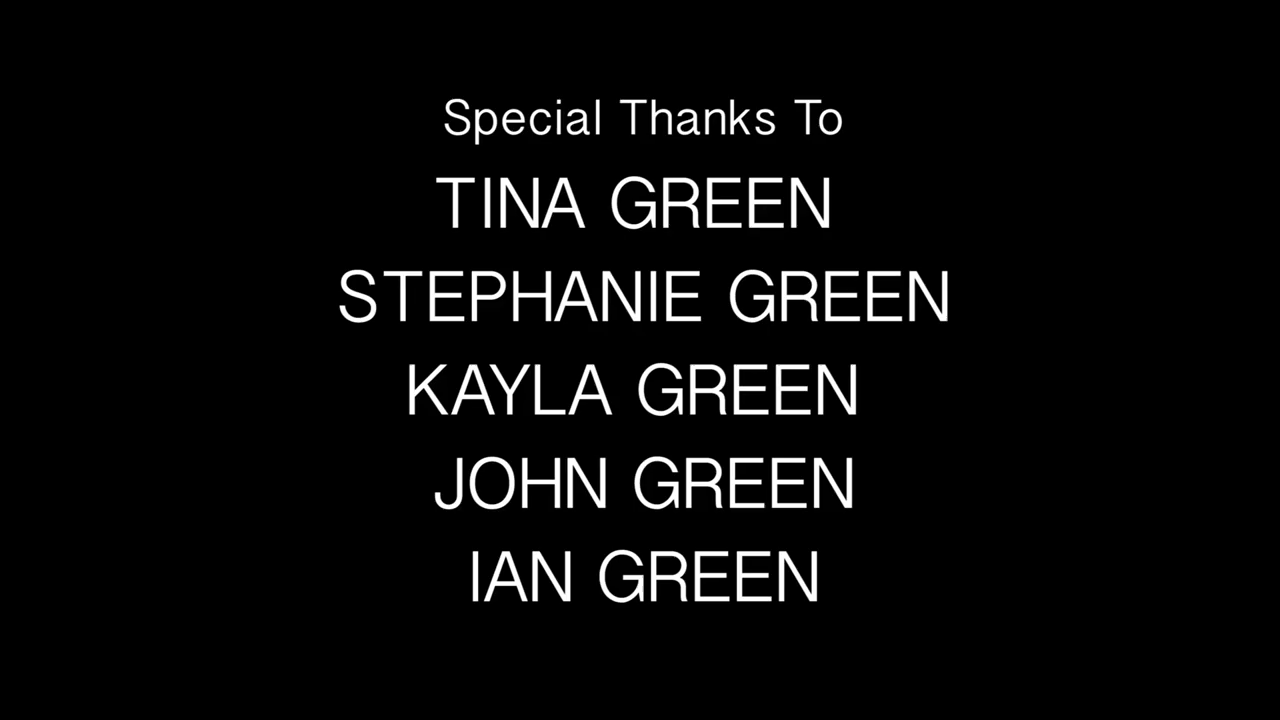 Special Thanks To
TINA GREEN
STEPHANIE GREEN
KAYLA GREEN
JOHN GREEN
IAN GREEN